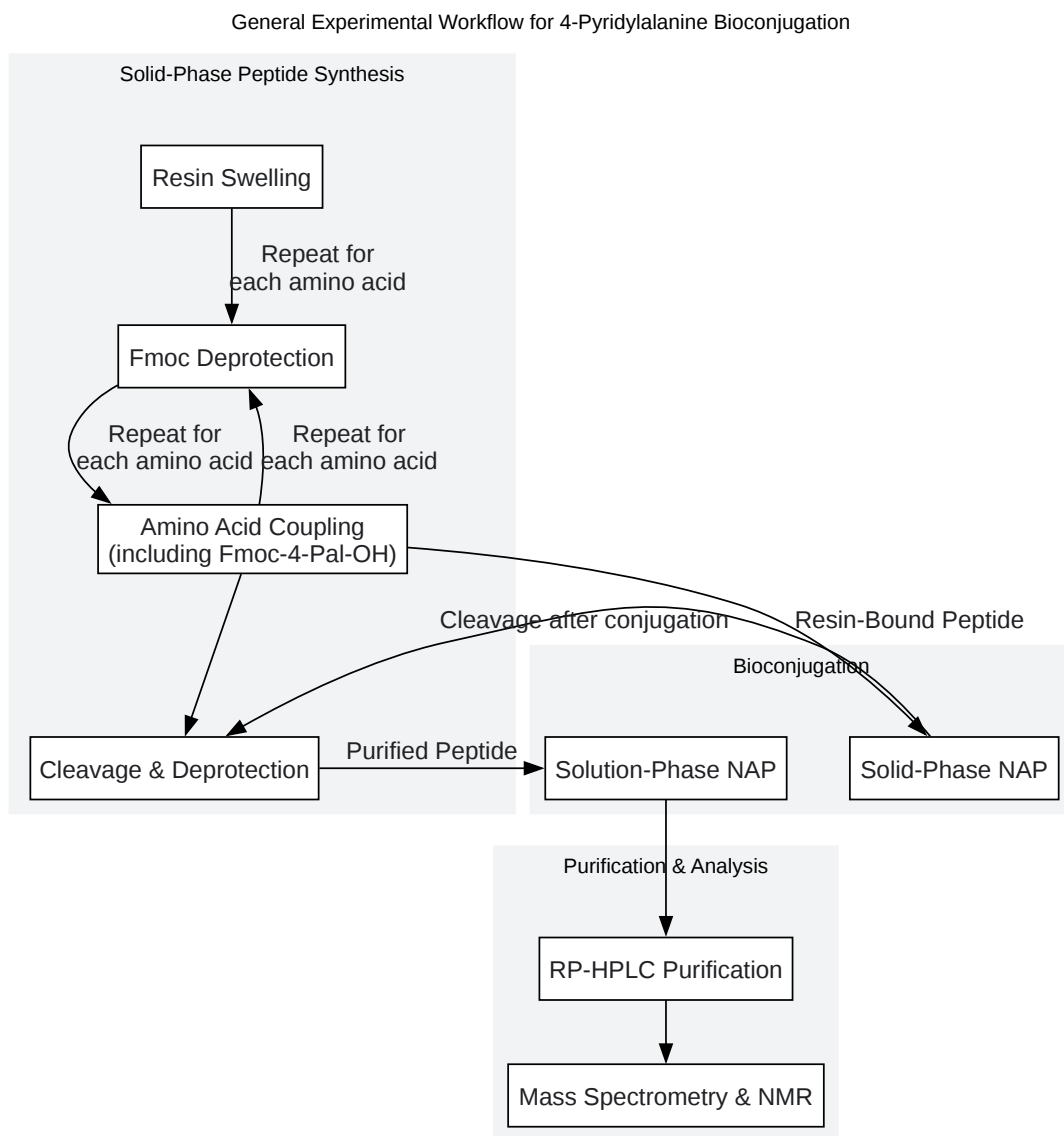 General Experimental Workflow for 4-Pyridylalanine Bioconjugation
Solid-Phase Peptide Synthesis
Resin Swelling
Repeat for
each amino acid
Fmoc Deprotection
Repeat for
each amino acid
Repeat for
each amino acid
Amino Acid Coupling
(including Fmoc-4-Pal-OH)
Cleavage after conjugation
Resin-Bound Peptide
Bioconjugation
Cleavage & Deprotection
Purified Peptide
Solution-Phase NAP
Solid-Phase NAP
Purification & Analysis
RP-HPLC Purification
Mass Spectrometry & NMR